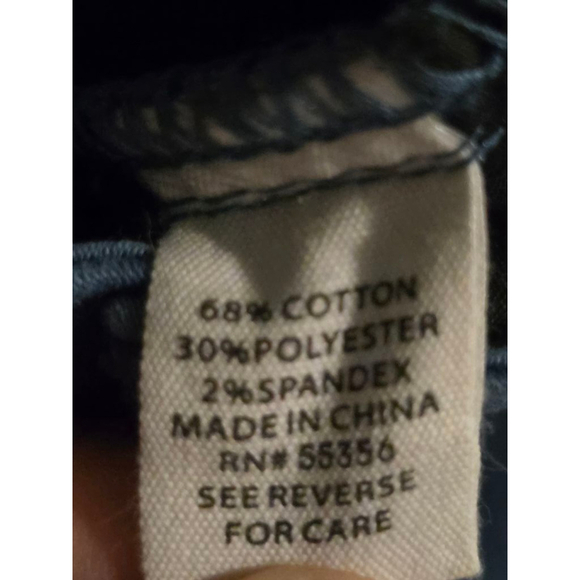 68% COTTON
30%POLYESTER
2%SPANDEX
MADE IN CHINA
RN# 55356
SEE REVERSE
FOR CARE